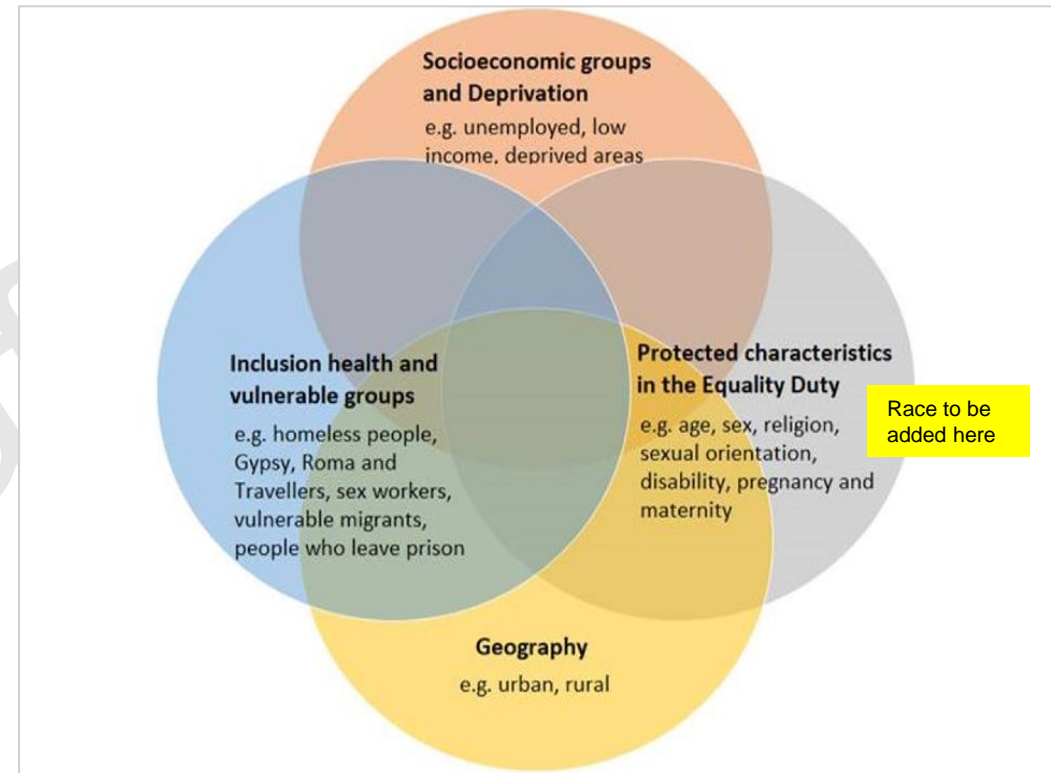 Socioeconomic groups
and Deprivation
e.g. unemployed, low
income, deprived areas
Inclusion health and
vulnerable groups
e.g. homeless people,
Gypsy, Roma and
Travellers, sex workers,
vulnerable migrants,
people who leave prison
Protected characteristics
in the Equality Duty
e.g. age, sex, religion,
sexual orientation,
disability, pregnancy and
maternity
Race to be
added here
Geography
e.g. urban, rural